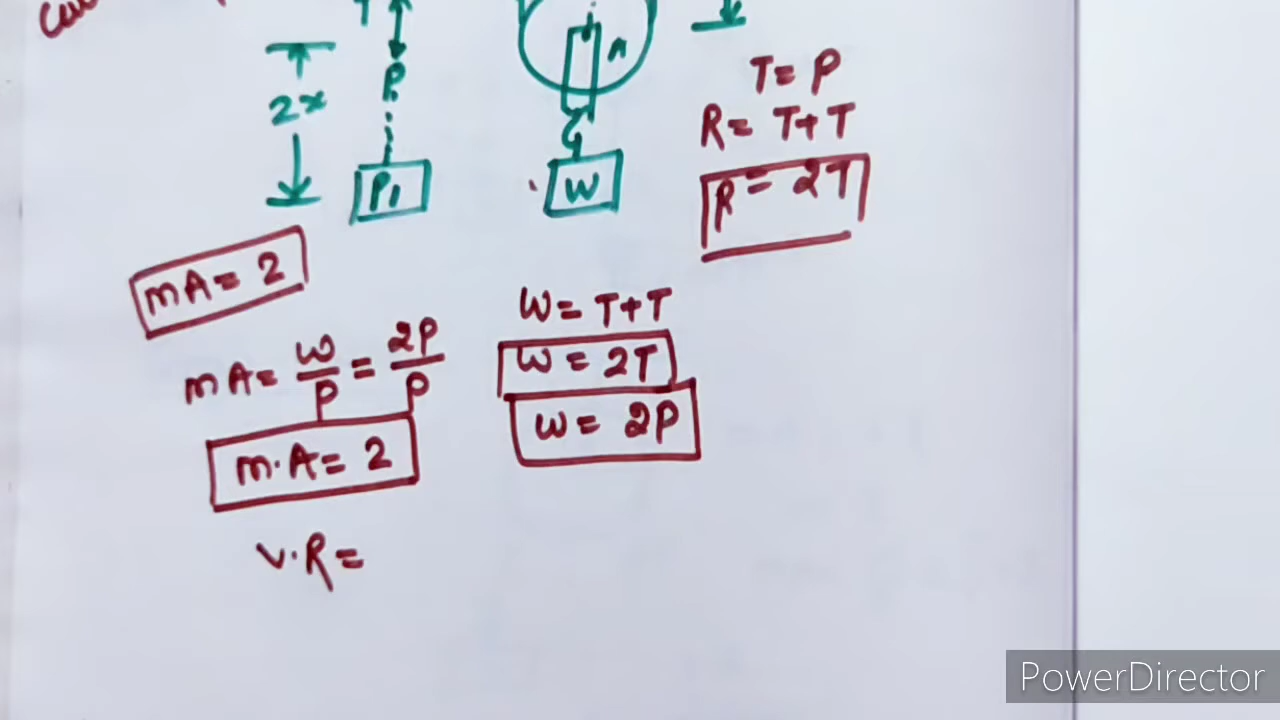 T
P
2x
P1
A
W
T = P
R = T + T
R = 2T
mA = 2
W = T + T
mA = W/P = 2P/P
W = 2T
W = 2P
m.A = 2
V.R =
PowerDirector